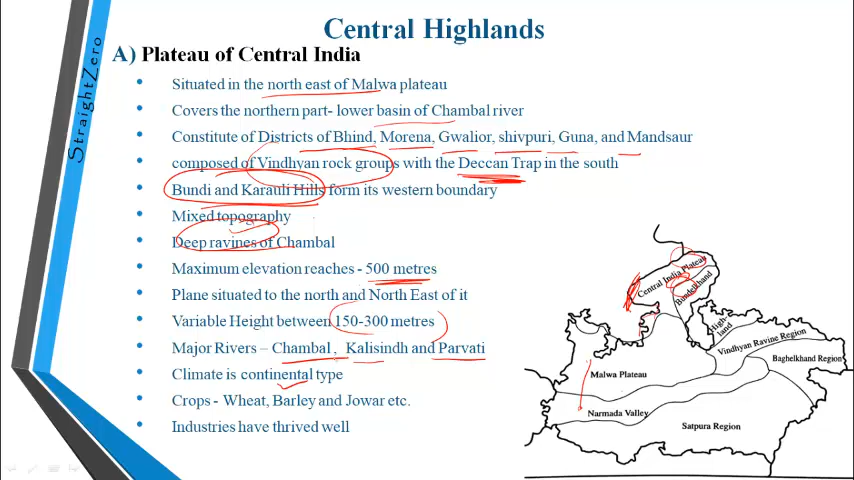 Central Highlands
A) Plateau of Central India
StraightZero
• Situated in the north east of Malwa plateau
• Covers the northern part- lower basin of Chambal river
• Constitute of Districts of Bhind, Morena, Gwalior, shivpuri, Guna, and Mandsaur
• composed of Vindhyan rock groups with the Deccan Trap in the south
• Bundi and Karauli Hills form its western boundary
• Mixed topography
• Deep ravines of Chambal
• Maximum elevation reaches - 500 metres
• Plane situated to the north and North East of it
• Variable Height between 150-300 metres
• Major Rivers – Chambal, Kalisindh and Parvati
• Climate is continental type
• Crops - Wheat, Barley and Jowar etc.
• Industries have thrived well
Central India Plateau
Bundelkhand
High-
land
Vindhyan Ravine Region
Baghelkhand Region
Malwa Plateau
Narmada Valley
Satpura Region